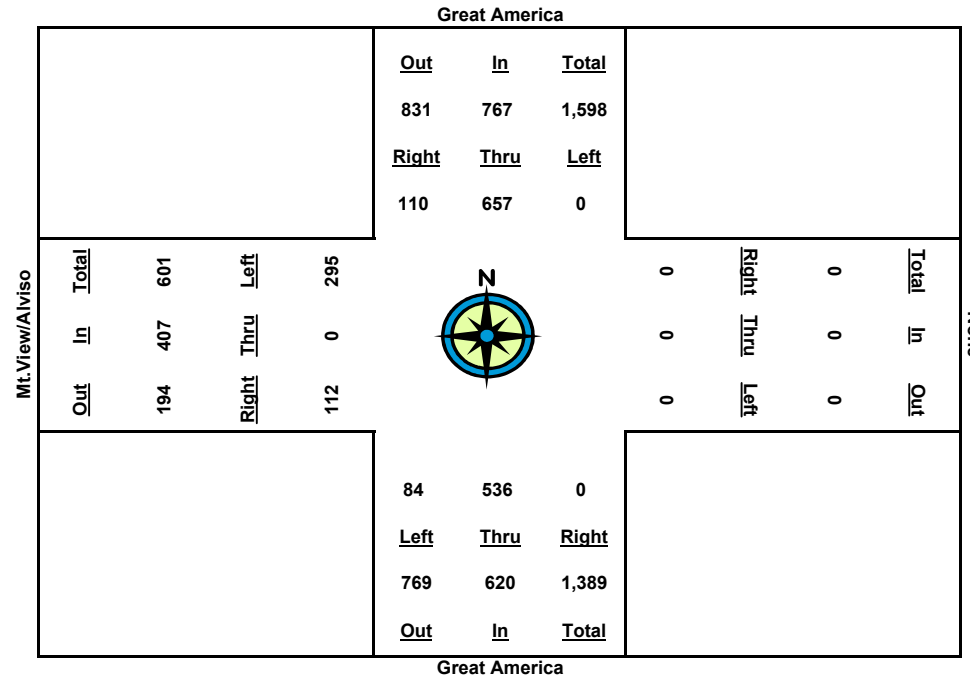 Great America
Out In Total
831 767 1,598
Right Thru Left
110 657 0
Mt.View/Alviso
Total 601 Left 295
In 407 Thru 0
Out 194 Right 112
N
0 Right 0 Total
0 Thru 0 In
0 Left 0 Out
84 536 0
Left Thru Right
769 620 1,389
Out In Total
Great America